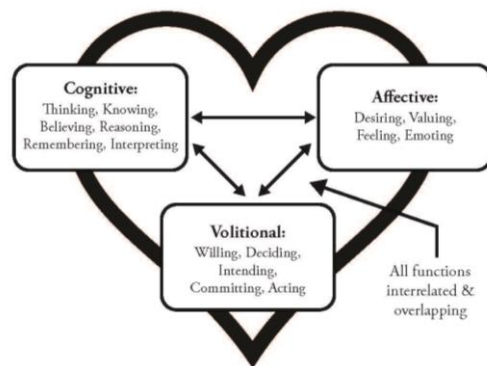 Cognitive:
Thinking, Knowing,
Believing, Reasoning,
Remembering, Interpreting
Affective:
Desiring, Valuing,
Feeling, Emoting
Volitional:
Willing, Deciding,
Intending,
Committing, Acting
All functions
interrelated &
overlapping